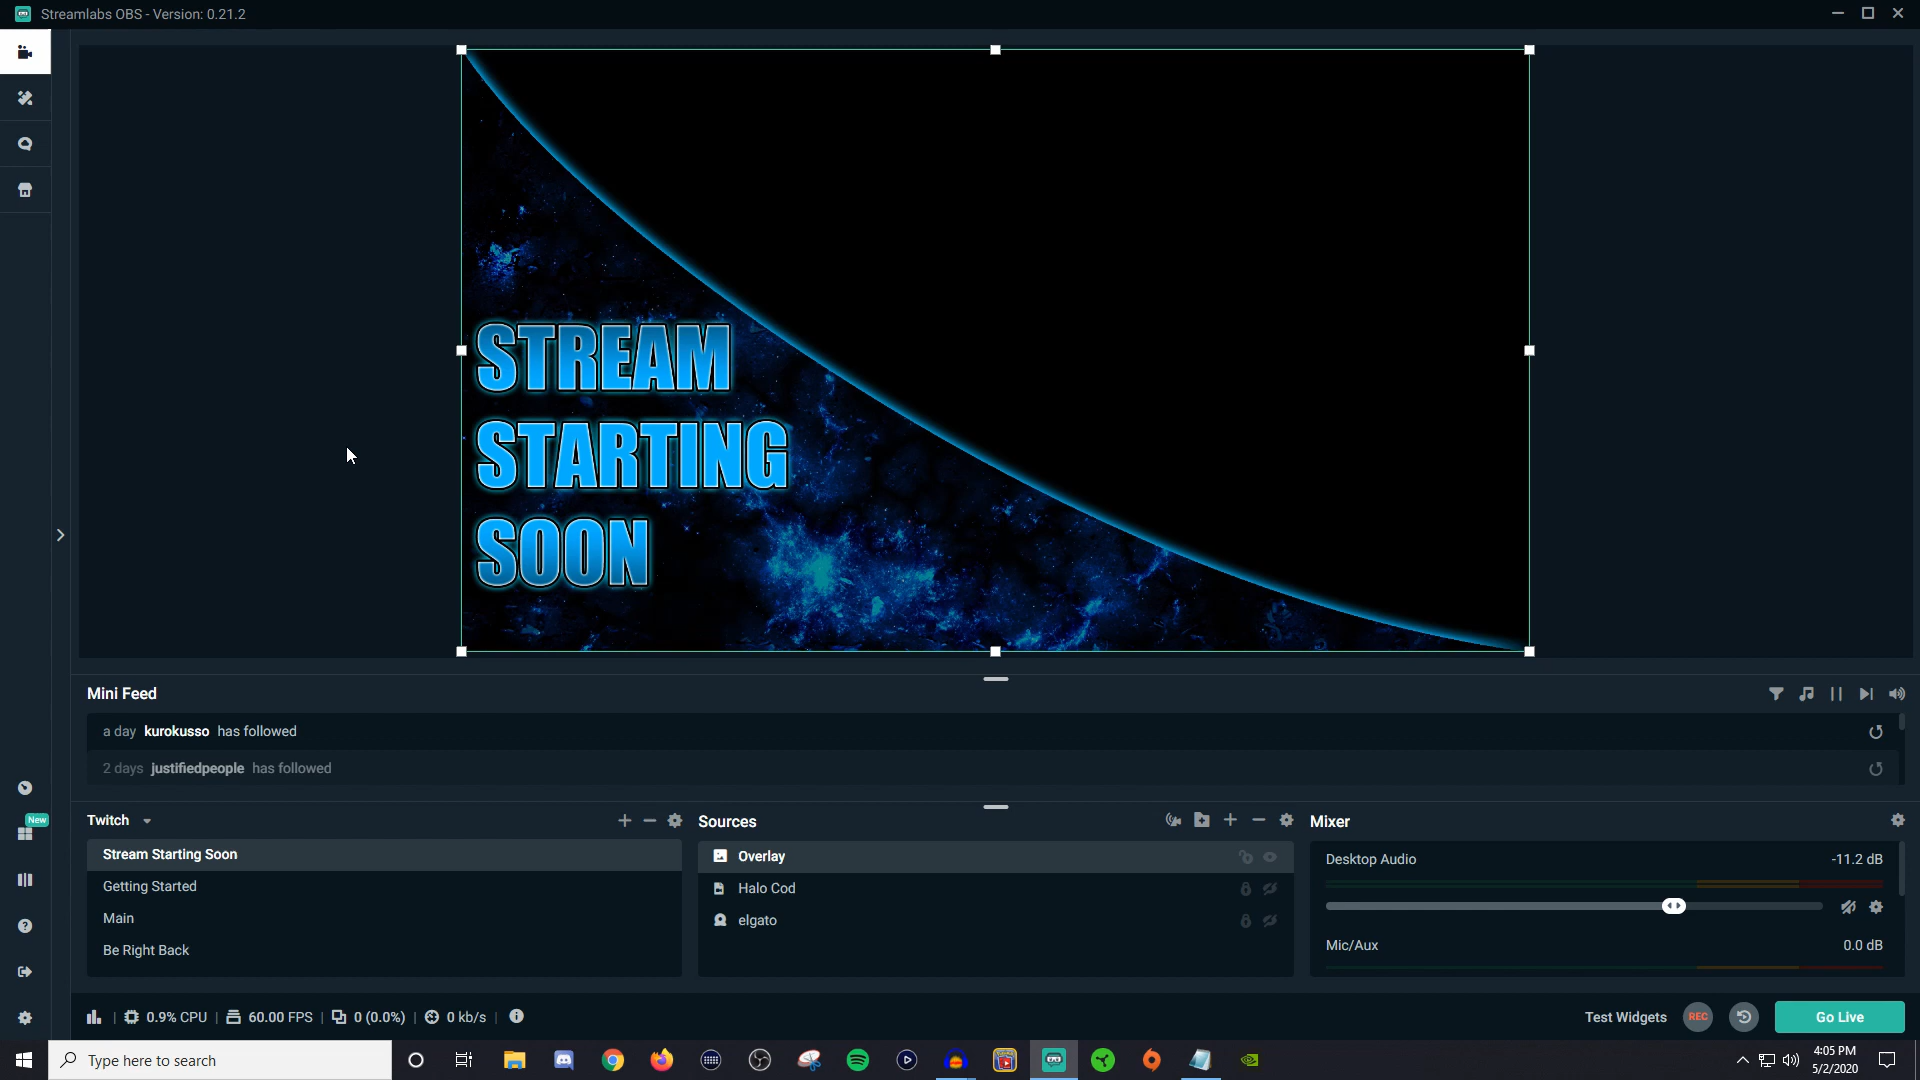 Streamlabs OBS - Version: 0.21.2
STREAM
STARTING
SOON
Mini Feed
a day kurokusso has followed
2 days justifiedpeople has followed
New
Twitch
Stream Starting Soon
Getting Started
Main
Be Right Back
Sources
Overlay
Halo Cod
elgato
Mixer
Desktop Audio -11.2 dB
Mic/Aux 0.0 dB
0.9% CPU 60.00 FPS 0 (0.0%) 0 kb/s
Test Widgets REC Go Live
Type here to search
4:05 PM
5/2/2020